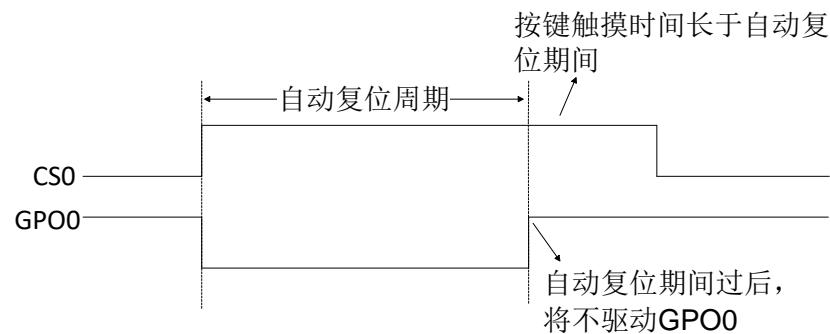 按键触摸时间长于自动复
位期间
自动复位周期
CS0
GPO0
自动复位期间过后，
将不驱动GPO0